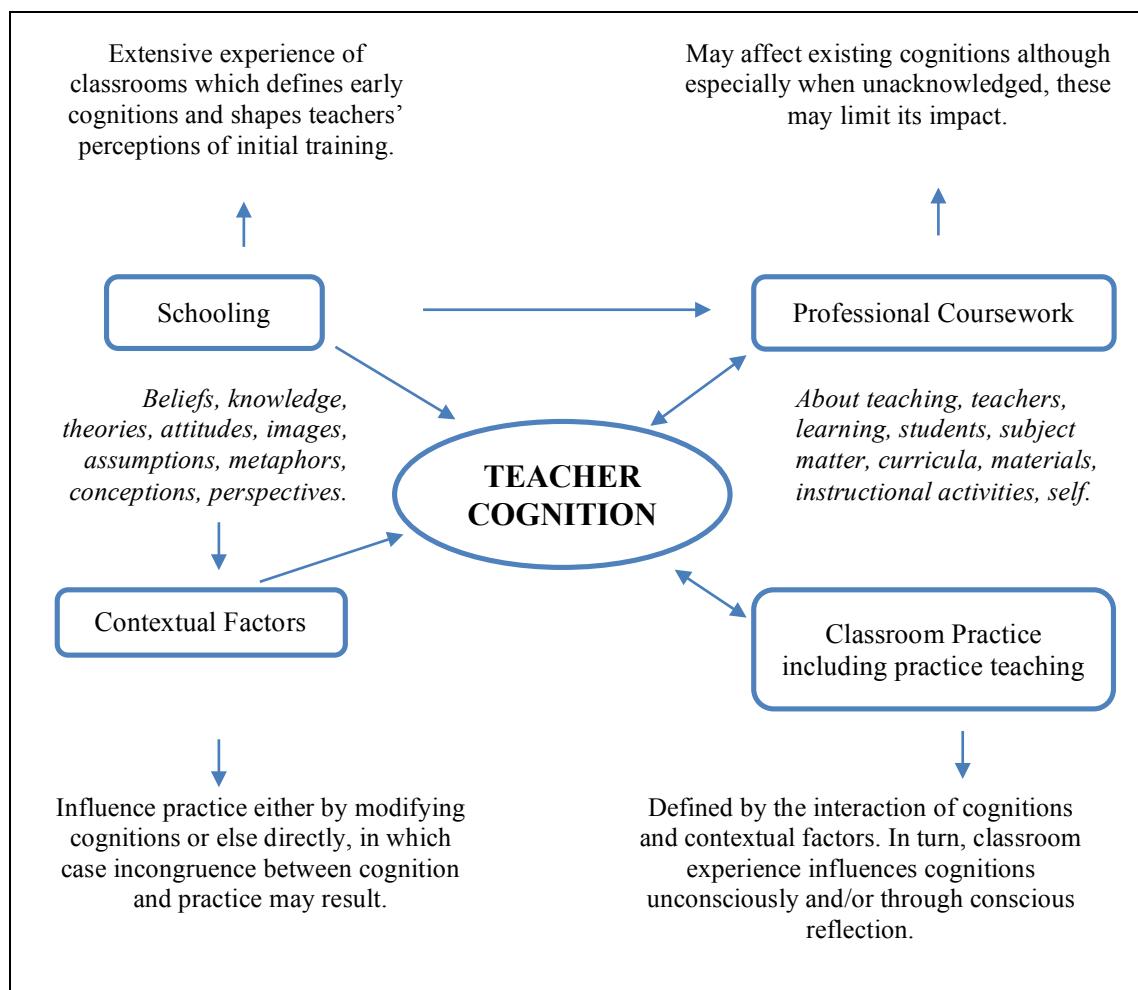 Extensive experience of
classrooms which defines early
cognitions and shapes teachers’
perceptions of initial training.
May affect existing cognitions although
especially when unacknowledged, these
may limit its impact.
Schooling
Professional Coursework
Beliefs, knowledge,
theories, attitudes, images,
assumptions, metaphors,
conceptions, perspectives.
TEACHER
COGNITION
About teaching, teachers,
learning, students, subject
matter, curricula, materials,
instructional activities, self.
Contextual Factors
Classroom Practice
including practice teaching
Influence practice either by modifying
cognitions or else directly, in which
case incongruence between cognition
and practice may result.
Defined by the interaction of cognitions
and contextual factors. In turn, classroom
experience influences cognitions
unconsciously and/or through conscious
reflection.